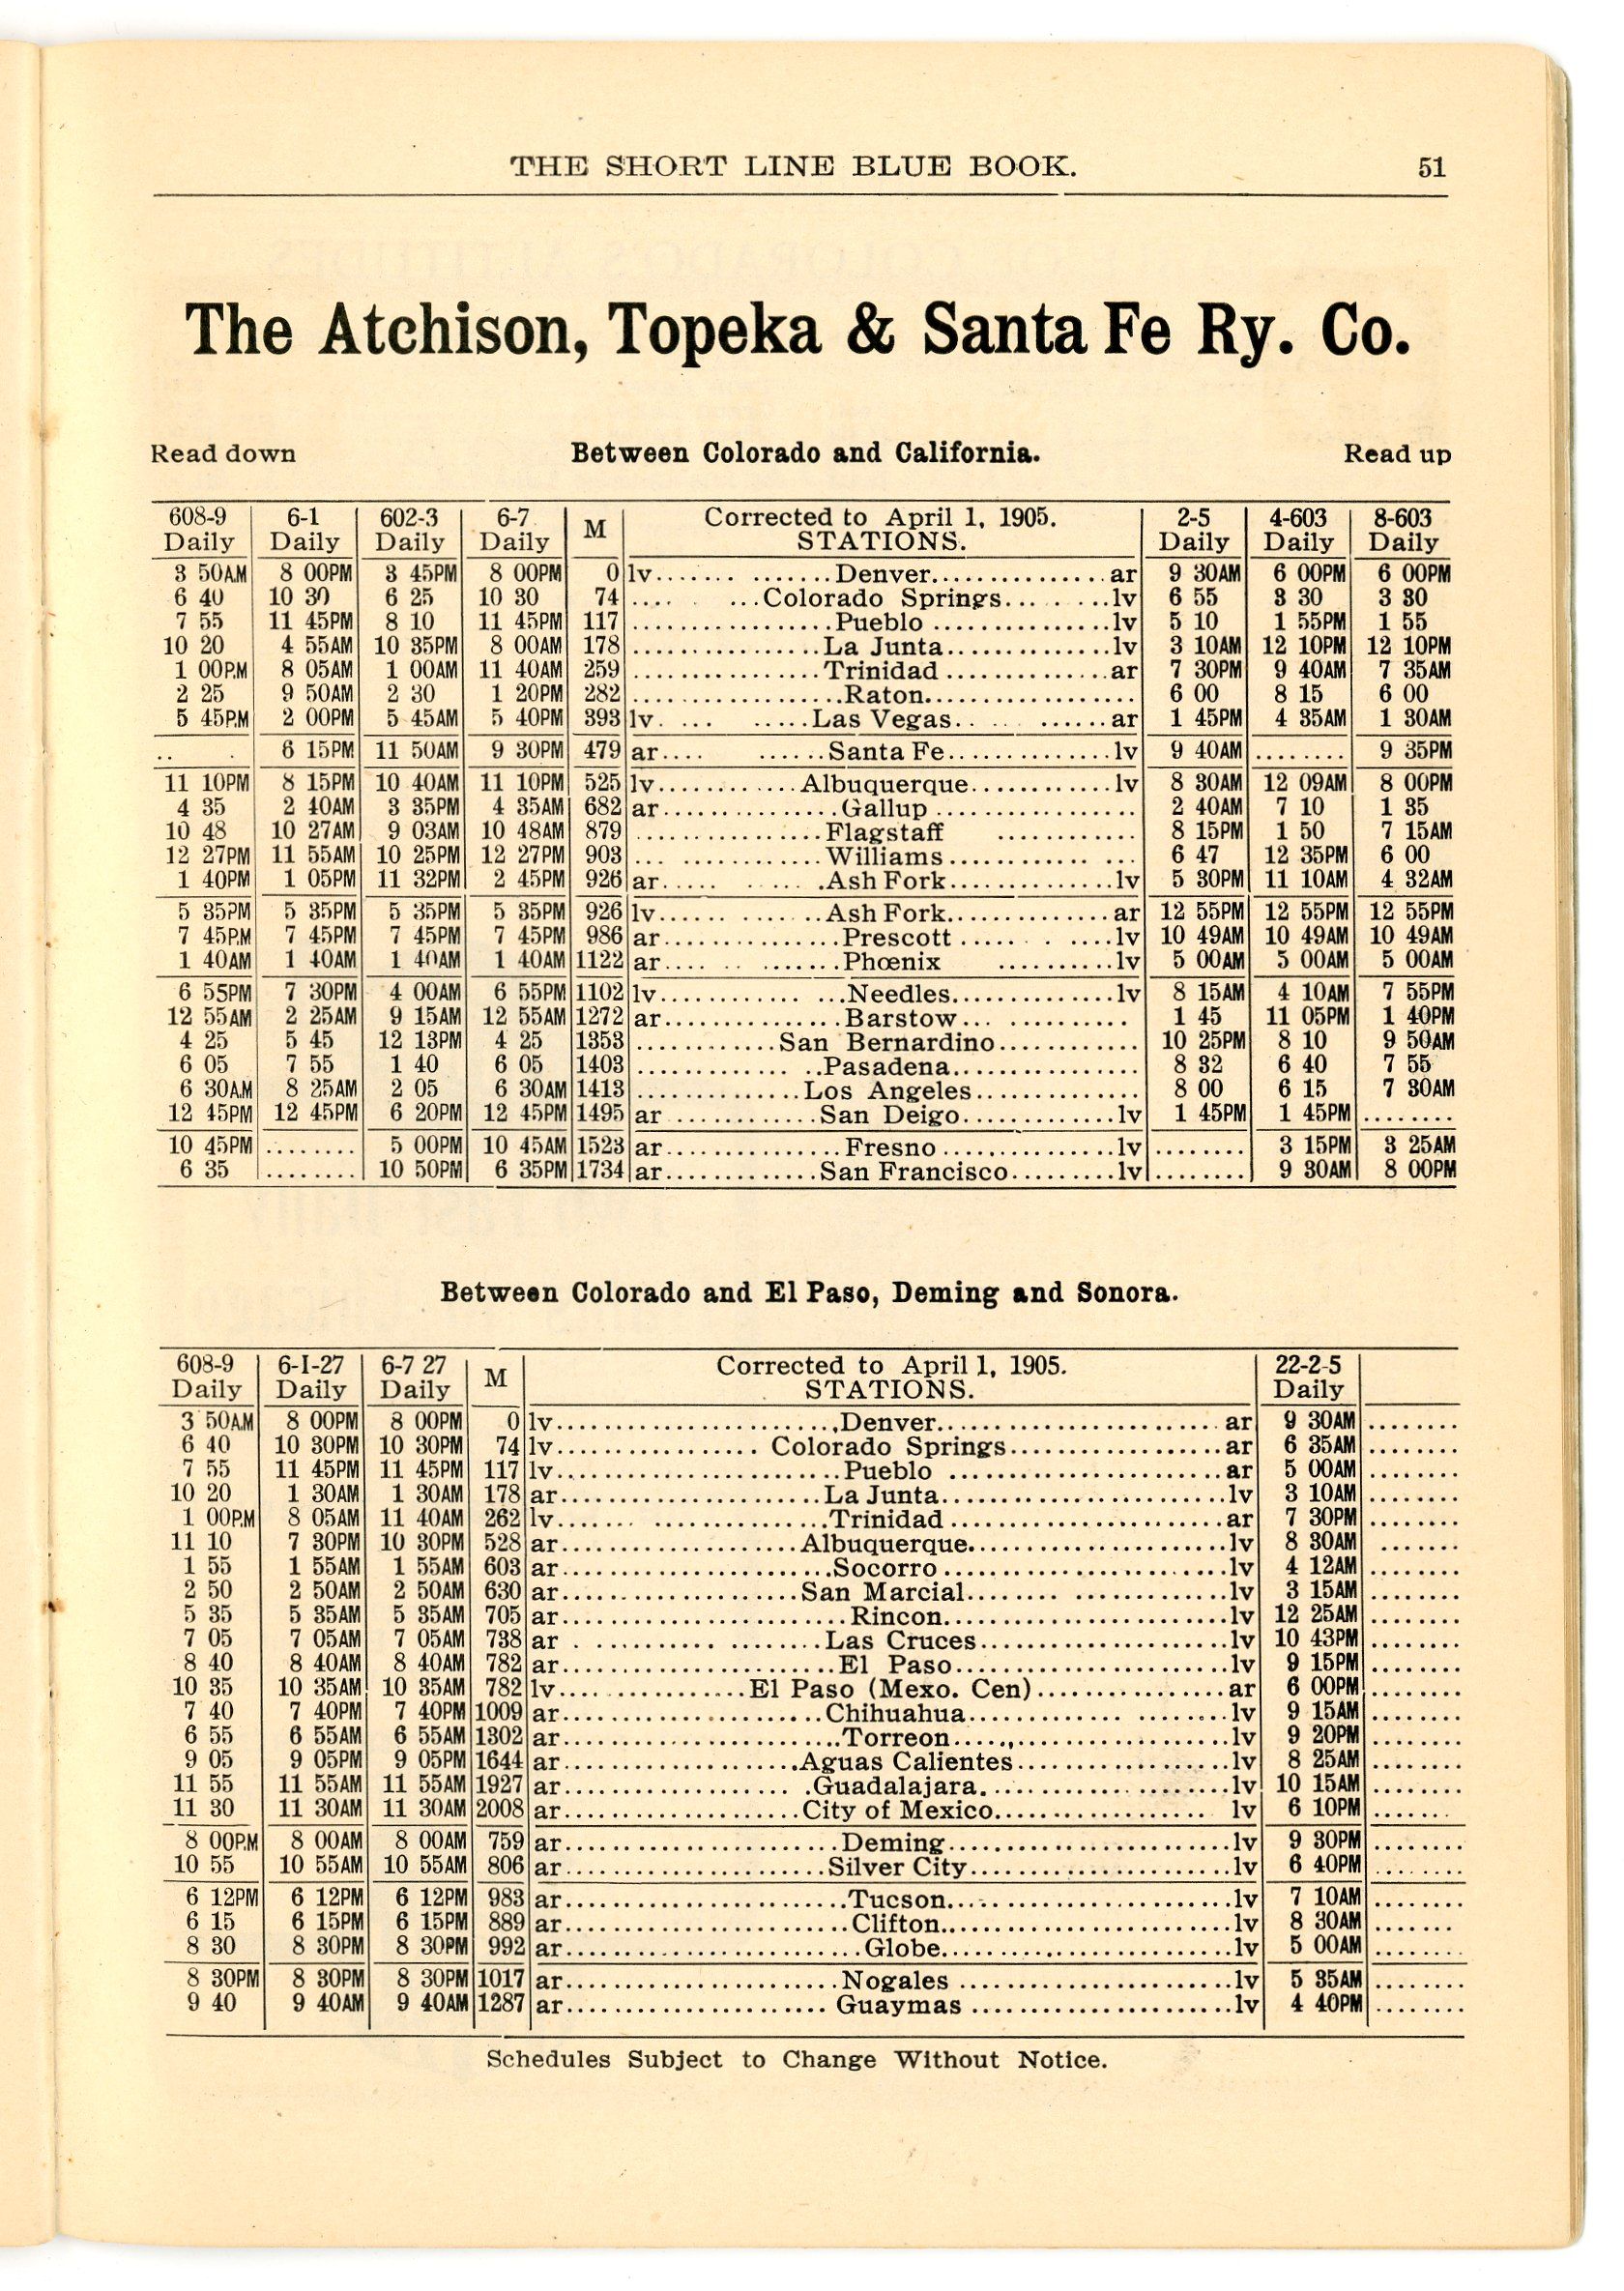 THE SHORT LINE BLUE BOOK. 51
The Atchison, Topeka & Santa Fe Ry. Co.
Read down Between Colorado and California. Read up
608-9 6-1 602-3 6-7 M Corrected to April 1, 1905. 2-5 4-603 8-603
Daily Daily Daily Daily STATIONS. Daily Daily Daily
3 50AM 8 00PM 3 45PM 8 00PM 0 lv....... .......Denver...............ar 9 30AM 6 00PM 6 00PM
6 40 10 30 6 25 10 30 74 .... ...Colorado Springs... . ....lv 6 55 3 30 3 30
7 55 11 45PM 8 10 11 45PM 117 .................Pueblo ...............lv 5 10 1 55PM 1 55
10 20 4 55AM 10 35PM 8 00AM 178 ................La Junta..............lv 3 10AM 12 10PM 12 10PM
1 00P.M 8 05AM 1 00AM 11 40AM 259 ................Trinidad ..............ar 7 30PM 9 40AM 7 35AM
2 25 9 50AM 2 30 1 20PM 282 ..................Raton.................. 6 00 8 15 6 00
5 45P.M 2 00PM 5 45AM 5 40PM 393 lv. ... ......Las Vegas.. . ......ar 1 45PM 4 35AM 1 30AM
.. . 6 15PM 11 50AM 9 30PM 479 ar.... ......Santa Fe................lv 9 40AM ........ 9 35PM
11 10PM 8 15PM 10 40AM 11 10PM 525 lv.............Albuquerque............lv 8 30AM 12 09AM 8 00PM
4 35 2 40AM 3 35PM 4 35AM 682 ar................Gallup ................. 2 40AM 7 10 1 35
10 48 10 27AM 9 03AM 10 48AM 879 ..................Flagstaff ............ 8 15PM 1 50 7 15AM
12 27PM 11 55AM 10 25PM 12 27PM 903 ... ............Williams............ ... 6 47 12 35PM 6 00
1 40PM 1 05PM 11 32PM 2 45PM 926 ar...... . .....Ash Fork...............lv 5 30PM 11 10AM 4 32AM
5 35PM 5 35PM 5 35PM 5 35PM 926 lv....... . .....Ash Fork..............ar 12 55PM 12 55PM 12 55PM
7 45P.M 7 45PM 7 45PM 7 45PM 986 ar................Prescott ..... . ....lv 10 49AM 10 49AM 10 49AM
1 40AM 1 40AM 1 40AM 1 40AM 1122 ar.... .. .......Phœnix ..........lv 5 00AM 5 00AM 5 00AM
6 55PM 7 30PM 4 00AM 6 55PM 1102 lv............ ...Needles..............lv 8 15AM 4 10AM 7 55PM
12 55AM 2 25AM 9 15AM 12 55AM 1272 ar................Barstow... .......... 1 45 11 05PM 1 40PM
4 25 5 45 12 13PM 4 25 1353 .............San Bernardino............ 10 25PM 8 10 9 50AM
6 05 7 55 1 40 6 05 1403 ............... ..Pasadena................ 8 32 6 40 7 55
6 30A.M 8 25AM 2 05 6 30AM 1413 ...............Los Angeles............... 8 00 6 15 7 30AM
12 45PM 12 45PM 6 20PM 12 45PM 1495 ar..............San Deigo..............lv 1 45PM 1 45PM ........
10 45PM ........ 5 00PM 10 45AM 1523 ar.................Fresno .................lv ........ 3 15PM 3 25AM
6 35 ........ 10 50PM 6 35PM 1734 ar..............San Francisco..........lv ........ 9 30AM 8 00PM
Between Colorado and El Paso, Deming and Sonora.
608-9 6-I-27 6-7 27 M Corrected to April 1, 1905. 22-2-5
Daily Daily Daily STATIONS. Daily
3 50A.M 8 00PM 8 00PM 0 lv...........................Denver...........................ar 9 30AM ........
6 40 10 30PM 10 30PM 74 lv................. Colorado Springs.....................ar 6 35AM ........
7 55 11 45PM 11 45PM 117 lv..........................Pueblo .........................ar 5 00AM ........
10 20 1 30AM 1 30AM 178 ar........................La Junta...........................lv 3 10AM ........
1 00P.M 8 05AM 11 40AM 262 lv.... .................Trinidad .........................ar 7 30PM ........
11 10 7 30PM 10 30PM 528 ar......................Albuquerque........................lv 8 30AM .......
1 55 1 55AM 1 55AM 603 ar.........................Socorro..........................lv 4 12AM ........
2 50 2 50AM 2 50AM 630 ar......................San Marcial....... ...............lv 3 15AM ........
5 35 5 35AM 5 35AM 705 ar...........................Rincon...........................lv 12 25AM ........
7 05 7 05AM 7 05AM 738 ar . ........... ........Las Cruces.......................lv 10 43PM ........
8 40 8 40AM 8 40AM 782 ar.........................El Paso.........................lv 9 15PM ........
10 35 10 35AM 10 35AM 782 lv.................El Paso (Mexo. Cen).................ar 6 00PM ........
7 40 7 40PM 7 40PM 1009 ar........................Chihuahua............ ........lv 9 15AM ........
6 55 6 55AM 6 55AM 1302 ar..........................Torreon..........................lv 9 20PM ........
9 05 9 05PM 9 05PM 1644 ar......................Aguas Calientes....................lv 8 25AM ........
11 55 11 55AM 11 55AM 1927 ar..................... .Guadalajara.......................lv 10 15AM ........
11 30 11 30AM 11 30AM 2008 ar......................City of Mexico.................. lv 6 10PM .......
8 00P.M 8 00AM 8 00AM 759 ar..........................Deming..........................lv 9 30PM ........
10 55 10 55AM 10 55AM 806 ar........................Silver City........................lv 6 40PM ........
6 12PM 6 12PM 6 12PM 983 ar..........................Tucson..........................lv 7 10AM ........
6 15 6 15PM 6 15PM 889 ar...........................Clifton...........................lv 8 30AM .......
8 30 8 30PM 8 30PM 992 ar............................Globe...........................lv 5 00AM ........
8 30PM 8 30PM 8 30PM 1017 ar..........................Nogales .........................lv 5 35AM ........
9 40 9 40AM 9 40AM 1287 ar......................... Guaymas ........................lv 4 40PM ........
Schedules Subject to Change Without Notice.